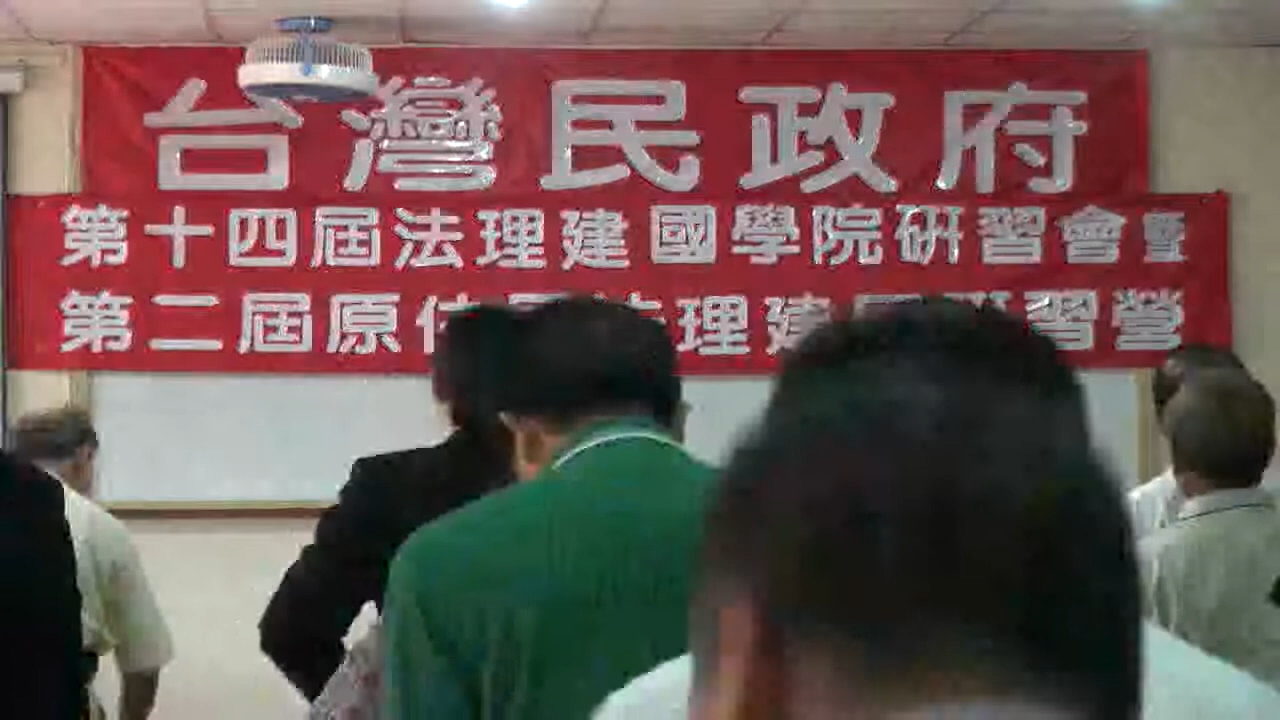 台灣民政府
第十四屆法理建國學院研習會暨
第二屆原住 理建 習營